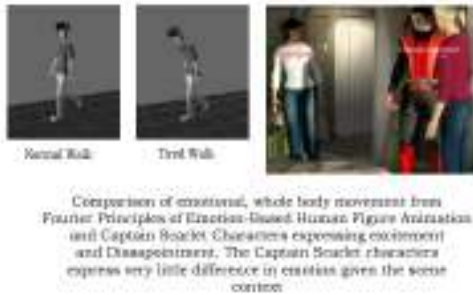 Normal Walk
Tired Walk
Comparison of emotional, whole body movement from
Fourier Principles of Emotion-Based Human Figure Animation
and Captain Scarlet Characters expressing excitement
and Dissapointment. The Captain Scarlet characters
express very little difference in emotion given the scene
context